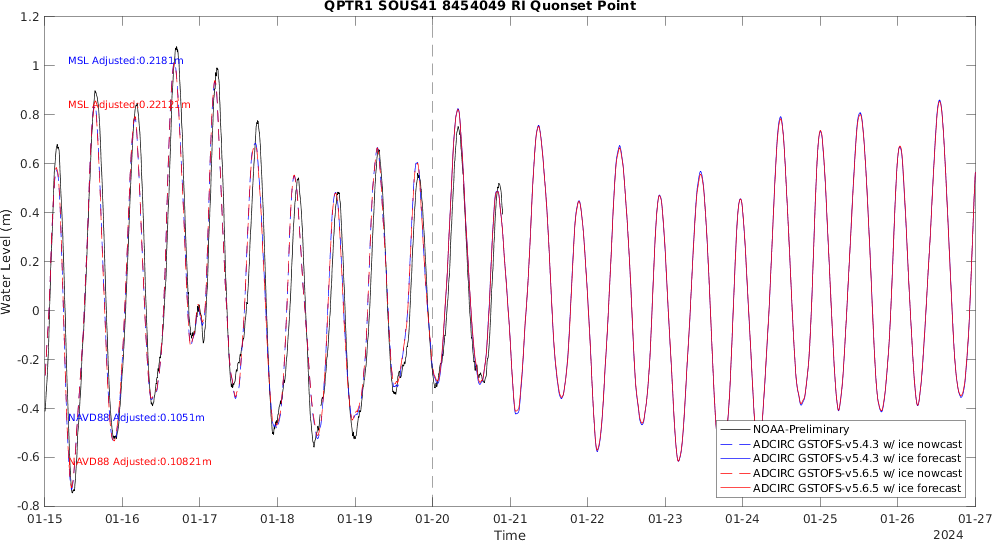 QPTR1 SOUS41 8454049 RI Quonset Point
1.2
1
0.8
0.6
0.4
0.2
0
-0.2
-0.4
-0.6
-0.8
Water Level (m)
MSL Adjusted:0.2181m
MSL Adjusted:0.22121m
NAVD88 Adjusted:0.1051m
NAVD88 Adjusted:0.10821m
NOAA-Preliminary
ADCIRC GSTOFS-v5.4.3 w/ ice nowcast
ADCIRC GSTOFS-v5.4.3 w/ ice forecast
ADCIRC GSTOFS-v5.6.5 w/ ice nowcast
ADCIRC GSTOFS-v5.6.5 w/ ice forecast
01-15 01-16 01-17 01-18 01-19 01-20 01-21 01-22 01-23 01-24 01-25 01-26 01-27
Time
2024